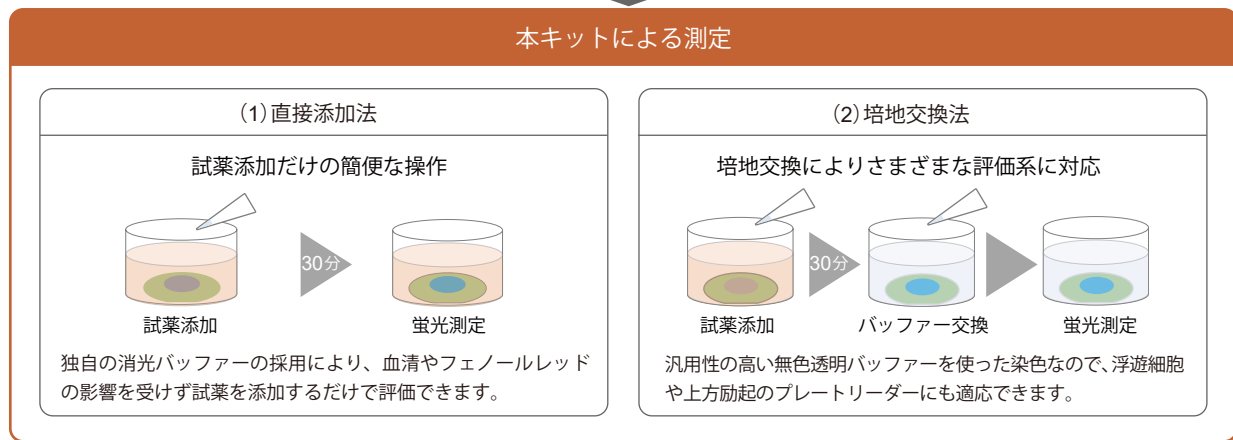 本キットによる測定
(1)直接添加法
試薬添加だけの簡便な操作
30分
試薬添加
蛍光測定
独自の消光バッファーの採用により、血清やフェノールレッド
の影響を受けず試薬を添加するだけで評価できます。
(2)培地交換法
培地交換によりさまざまな評価系に対応
30分
試薬添加
バッファー交換
蛍光測定
汎用性の高い無色透明バッファーを使った染色なので、浮遊細胞
や上方励起のプレートリーダーにも適応できます。